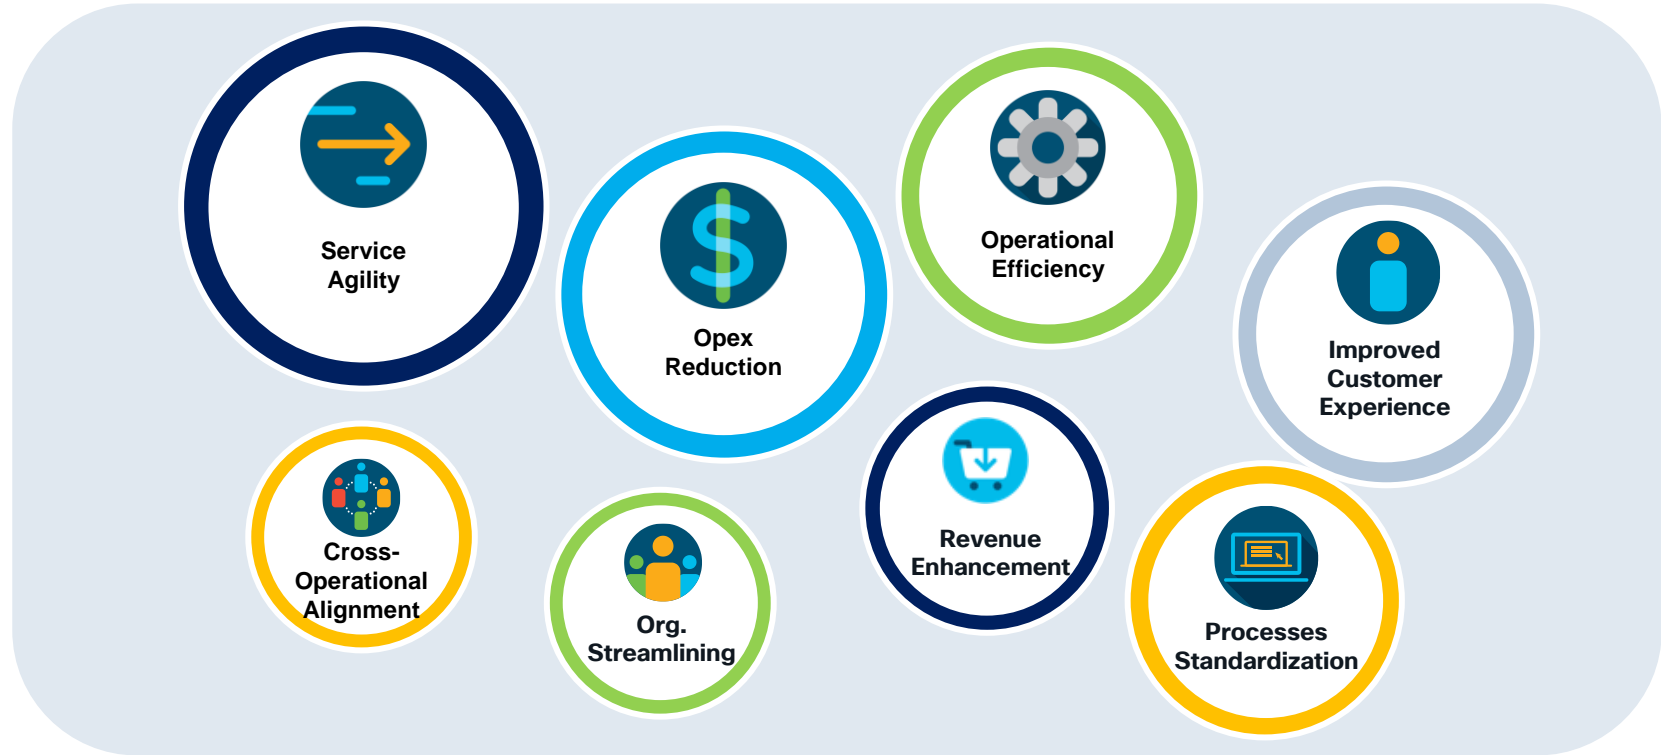 Service
Agility
Opex
Reduction
Operational
Efficiency
Improved
Customer
Experience
Cross-
Operational
Alignment
Org.
Streamlining
Revenue
Enhancement
Processes
Standardization